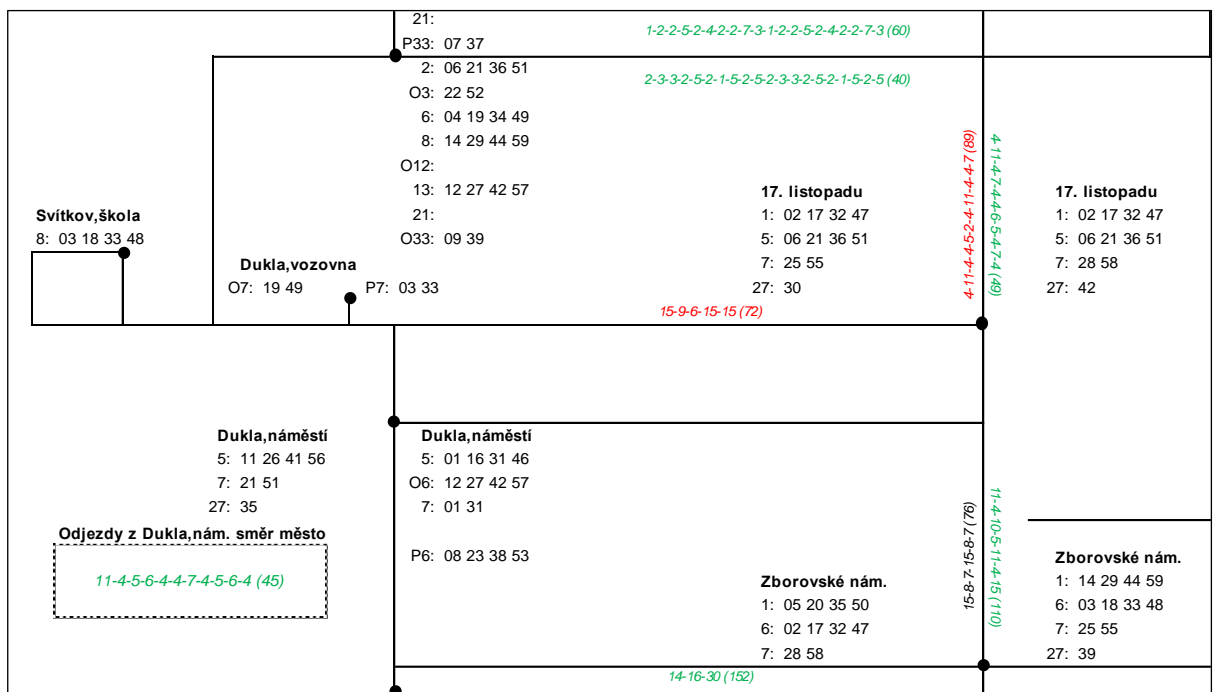 21:
P33: 07 37
2: 06 21 36 51
O3: 22 52
6: 04 19 34 49
8: 14 29 44 59
O12:
13: 12 27 42 57
21:
O33: 09 39
1-2-2-5-2-4-2-2-7-3-1-2-2-5-2-4-2-2-7-3 (60)
2-3-3-2-5-2-1-5-2-5-2-3-3-2-5-2-1-5-2-5 (40)
Svítkov,škola
8: 03 18 33 48
Dukla,vozovna
O7: 19 49
P7: 03 33
17. listopadu
1: 02 17 32 47
5: 06 21 36 51
7: 25 55
27: 30
15-9-6-15-15 (72)
4-11-4-4-5-2-4-11-4-4-7 (89)
4-11-4-7-4-4-6-5-4-7-4 (49)
17. listopadu
1: 02 17 32 47
5: 06 21 36 51
7: 28 58
27: 42
Dukla,náměstí
5: 11 26 41 56
7: 21 51
27: 35
Odjezdy z Dukla,nám. směr město
11-4-5-6-4-4-7-4-5-6-4 (45)
Dukla,náměstí
5: 01 16 31 46
O6: 12 27 42 57
7: 01 31
P6: 08 23 38 53
Zborovské nám.
1: 05 20 35 50
6: 02 17 32 47
7: 28 58
15-8-7-15-8-7 (76)
11-4-10-5-11-4-15 (110)
Zborovské nám.
1: 14 29 44 59
6: 03 18 33 48
7: 25 55
27: 39
14-16-30 (152)